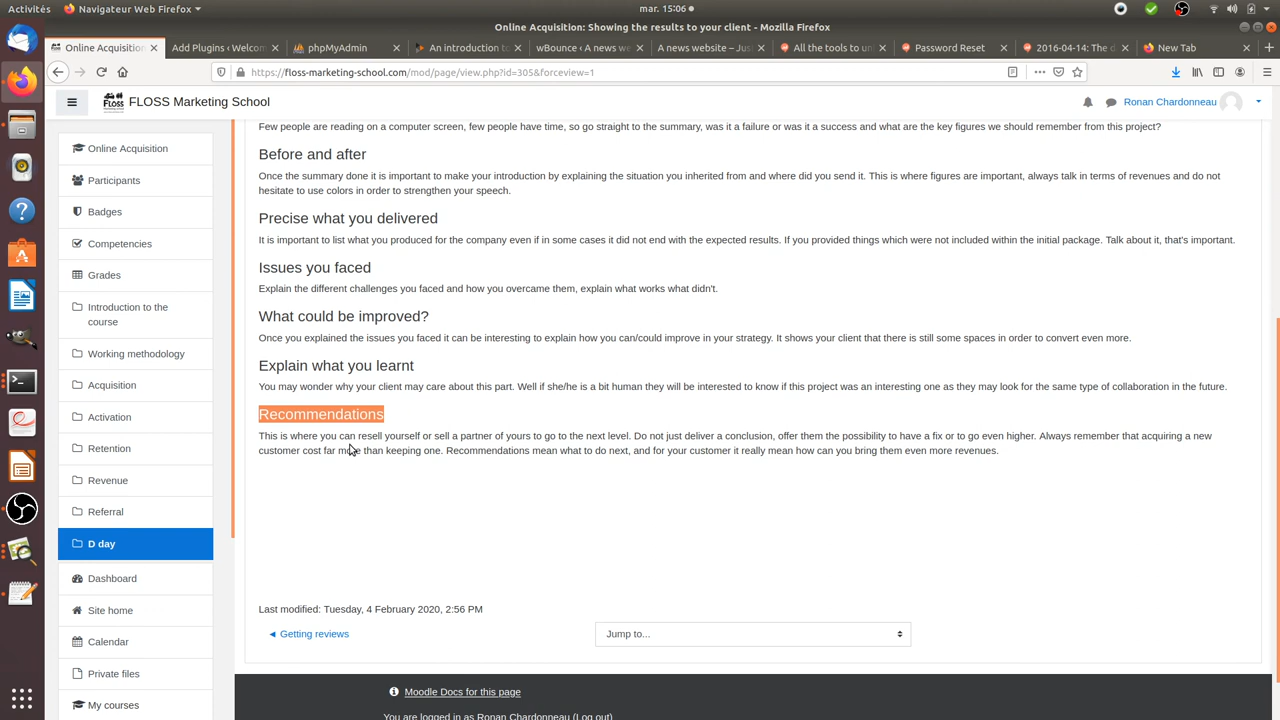 Activités
Navigateur Web Firefox
mar. 15:06
Online Acquisition: Showing the results to your client - Mozilla Firefox
Online Acquisition
Add Plugins ‹ Welcom
phpMyAdmin
An introduction to
wBounce ‹ A news we
A news website – Just
All the tools to un
Password Reset
2016-04-14: The d
New Tab
https://floss-marketing-school.com/mod/page/view.php?id=305&forceview=1
FLOSS Marketing School
Ronan Chardonneau
Online Acquisition
Participants
Badges
Competencies
Grades
Introduction to the
course
Working methodology
Acquisition
Activation
Retention
Revenue
Referral
D day
Dashboard
Site home
Calendar
Private files
My courses
Few people are reading on a computer screen, few people have time, so go straight to the summary, was it a failure or was it a success and what are the key figures we should remember from this project?
Before and after
Once the summary done it is important to make your introduction by explaining the situation you inherited from and where did you send it. This is where figures are important, always talk in terms of revenues and do not
hesitate to use colors in order to strengthen your speech.
Precise what you delivered
It is important to list what you produced for the company even if in some cases it did not end with the expected results. If you provided things which were not included within the initial package. Talk about it, that's important.
Issues you faced
Explain the different challenges you faced and how you overcame them, explain what works what didn't.
What could be improved?
Once you explained the issues you faced it can be interesting to explain how you can/could improve in your strategy. It shows your client that there is still some spaces in order to convert even more.
Explain what you learnt
You may wonder why your client may care about this part. Well if she/he is a bit human they will be interested to know if this project was an interesting one as they may look for the same type of collaboration in the future.
Recommendations
This is where you can resell yourself or sell a partner of yours to go to the next level. Do not just deliver a conclusion, offer them the possibility to have a fix or to go even higher. Always remember that acquiring a new
customer cost far more than keeping one. Recommendations mean what to do next, and for your customer it really mean how can you bring them even more revenues.
Last modified: Tuesday, 4 February 2020, 2:56 PM
◄ Getting reviews
Jump to...
Moodle Docs for this page
You are logged in as Ronan Chardonneau (Log out)